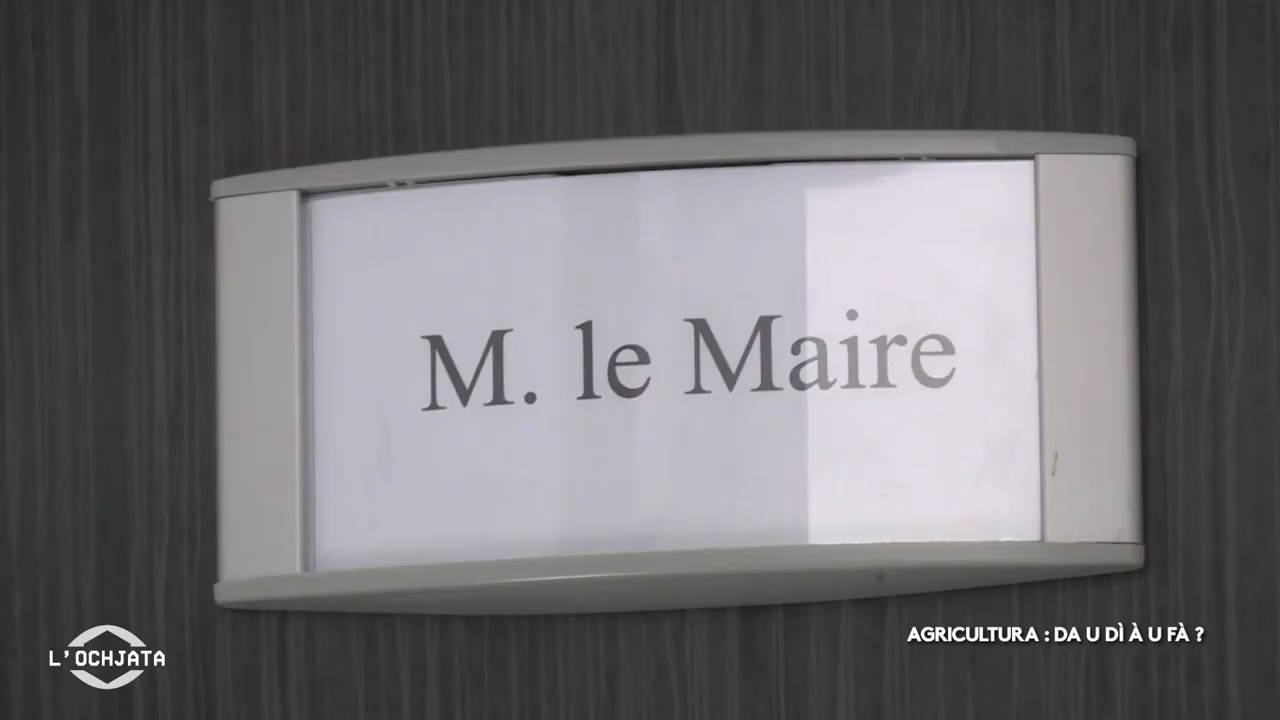 M. le Maire
L'OCHJATA
AGRICULTURA : DA U DÌ À U FÀ ?